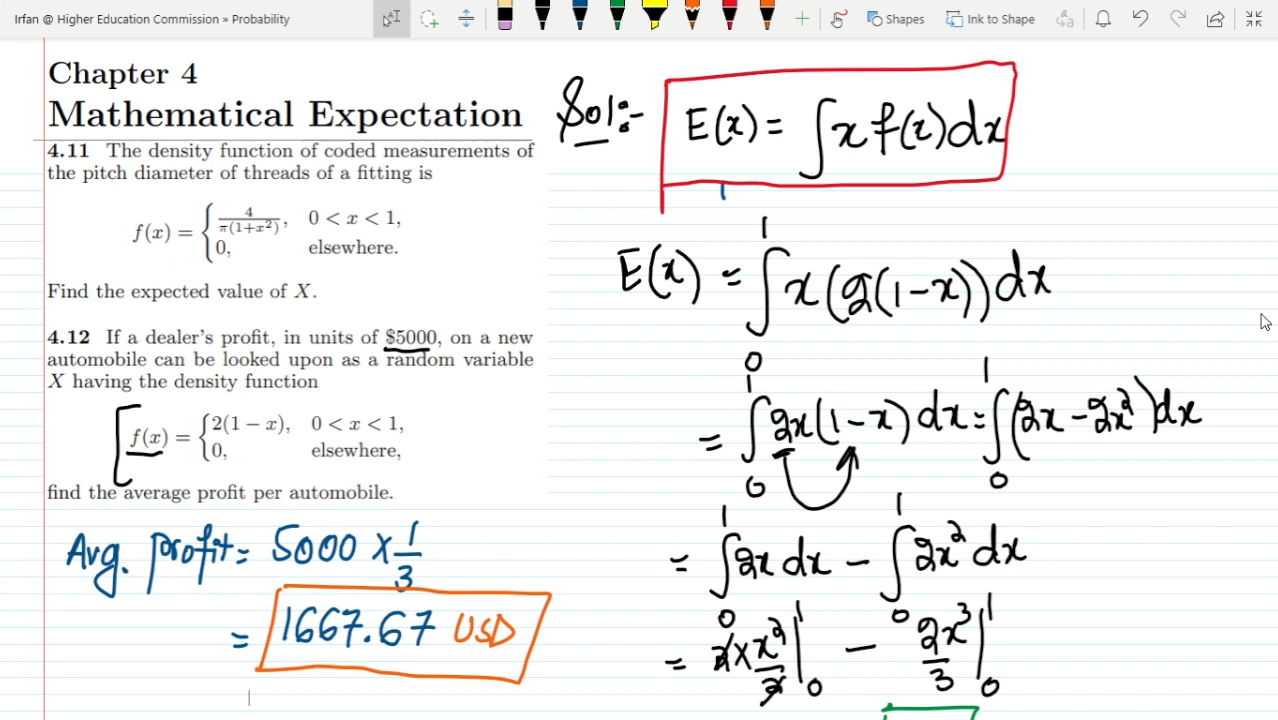 Irfan @ Higher Education Commission » Probability
Shapes
Ink to Shape
Chapter 4
Mathematical Expectation
4.11 The density function of coded measurements of
the pitch diameter of threads of a fitting is
f(x) = { 4/π(1+x²), 0 < x < 1,
0, elsewhere.
Find the expected value of X.
4.12 If a dealer's profit, in units of $5000, on a new
automobile can be looked upon as a random variable
X having the density function
f(x) = { 2(1 − x), 0 < x < 1,
0, elsewhere,
find the average profit per automobile.
Avg. profit = 5000 × 1/3
= 1667.67 USD
Sol:-
E(x) = ∫ x f(x) dx
E(x) = ∫₀¹ x(2(1−x)) dx
= ∫₀¹ 2x(1−x) dx = ∫₀¹ (2x − 2x²) dx
= ∫₀¹ 2x dx − ∫₀¹ 2x² dx
= 2 × x²/2 |₀¹ − 2x³/3 |₀¹